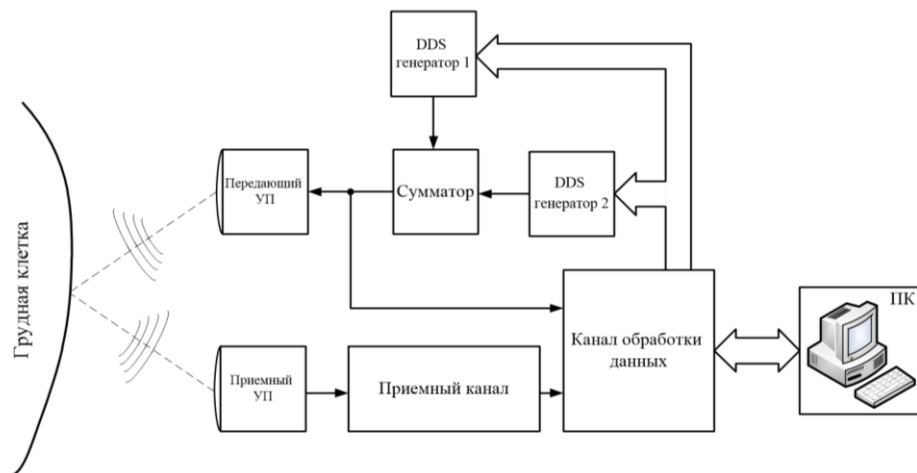 DDS
генератор 1
Передающий
УП
Сумматор
DDS
генератор 2
Грудная клетка
ПК
Канал обработки
данных
Приемный
УП
Приемный канал